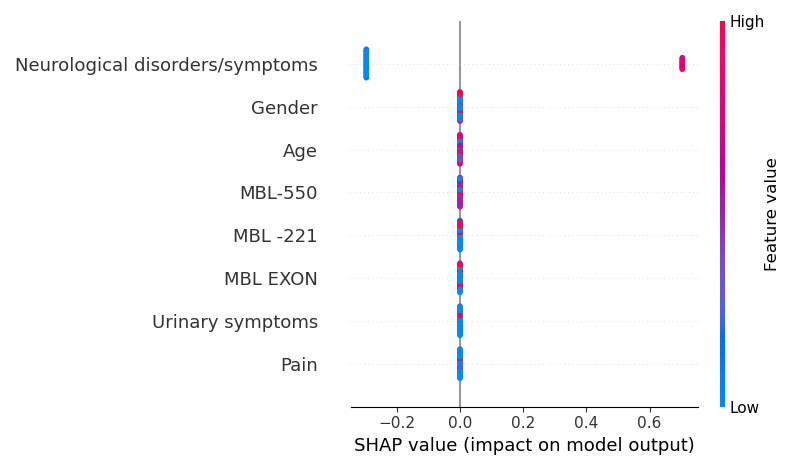 High
Neurological disorders/symptoms
Gender
Age
MBL-550
MBL -221
MBL EXON
Urinary symptoms
Pain
Feature value
Low
−0.2 0.0 0.2 0.4 0.6
SHAP value (impact on model output)